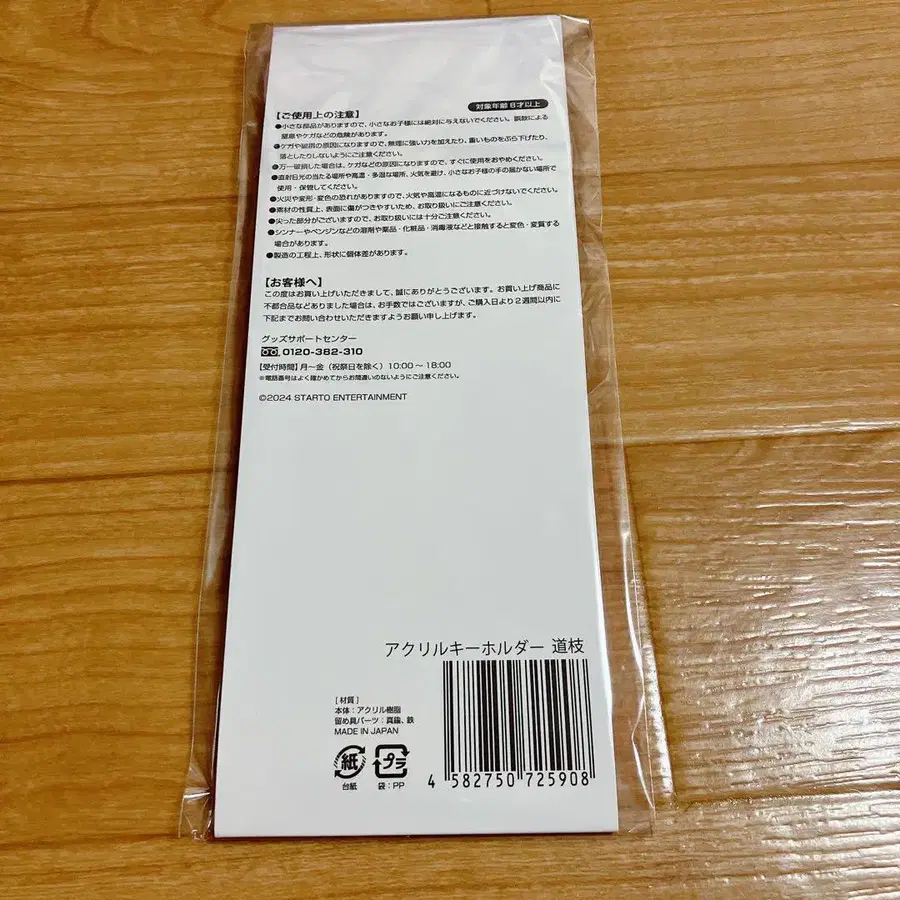 対象年齢 6才以上
【ご使用上の注意】
●小さな部品がありますので、小さなお子様には絶対に与えないでください。誤飲による
窒息やケガなどの危険があります。
●ケガや破損の原因になりますので、無理に強い力を加えたり、重いものをぶら下げたり、
落としたりしないようにご注意ください。
●万一破損した場合は、ケガなどの原因になりますので、すぐに使用をおやめください。
●直射日光の当たる場所や高温・多湿な場所、火気を避け、小さなお子様の手の届かない場所で
使用・保管してください。
●火災や変形・変色の恐れがありますので、火気や高温になるものに近づけないでください。
●素材の性質上、表面に傷がつきやすいため、お取り扱いにご注意ください。
●尖った部分がございますので、お取り扱いには十分ご注意ください。
●シンナーやベンジンなどの溶剤や薬品・化粧品・消毒液などと接触すると変色・変質する
場合があります。
●製造の工程上、形状に個体差があります。
【お客様へ】
この度はお買い上げいただきまして、誠にありがとうございます。お買い上げ商品に
不都合品などありました場合は、お手数ではございますが、ご購入日より2週間以内に
下記までお問い合わせいただきますようお願い申し上げます。
グッズサポートセンター
0120-382-310
【受付時間】月～金（祝祭日を除く）10:00～18:00
※電話番号はよく確かめてからお間違いのないようにご注意ください。
©2024 STARTO ENTERTAINMENT
アクリルキーホルダー 道枝
[材質]
本体：アクリル樹脂
留め具パーツ：真鍮、鉄
MADE IN JAPAN
紙 プラ
台紙 袋：PP
4 582750 725908